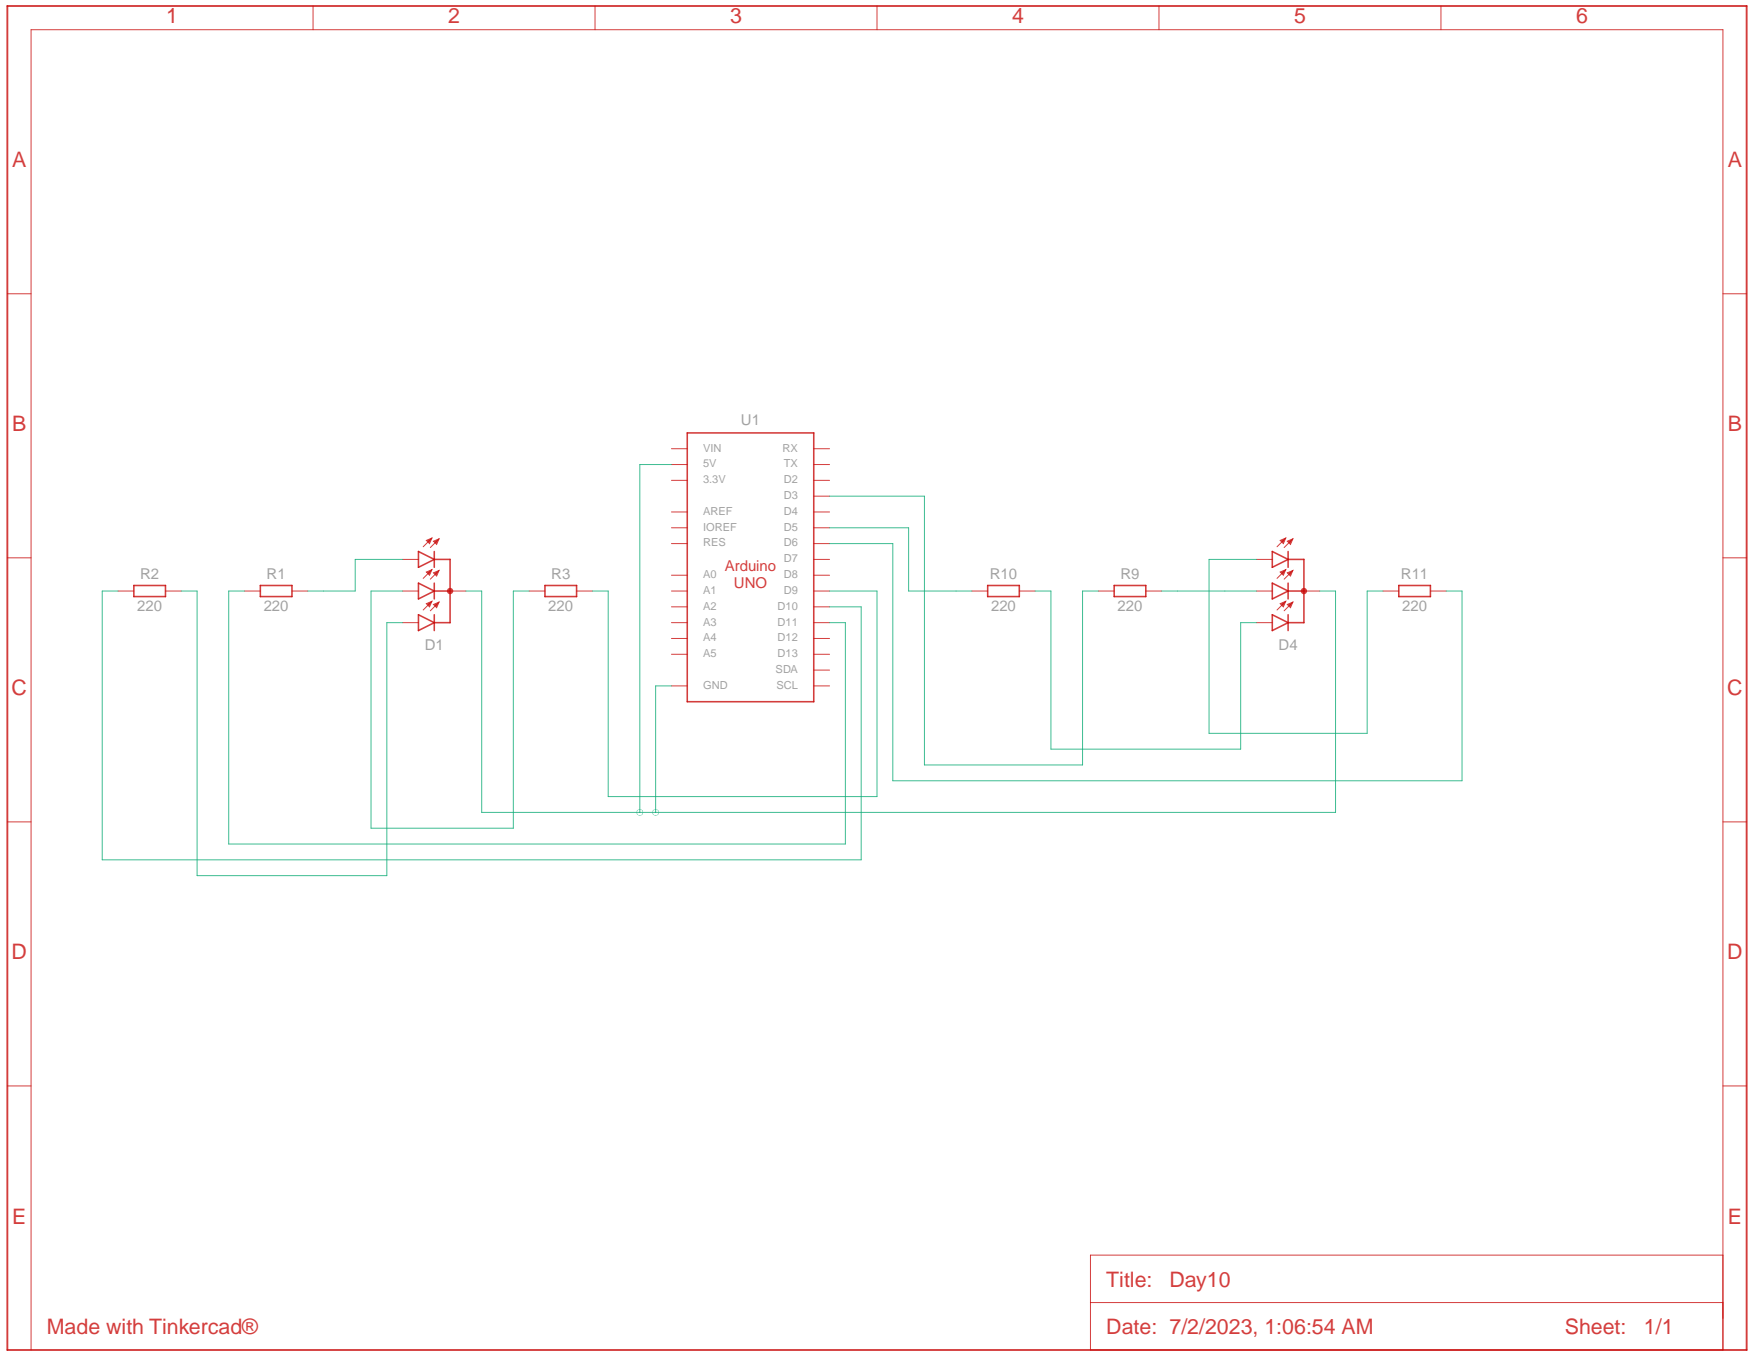 1 2 3 4 5 6
A A
B B
U1
VIN RX
5V TX
3.3V D2
D3
AREF D4
IOREF D5
RES D6
D7
Arduino
UNO
A0 D8
A1 D9
A2 D10
A3 D11
A4 D12
A5 D13
SDA
GND SCL
R2 R1 R3 R10 R9 R11
220 220 220 220 220 220
D1 D4
C C
D D
E E
Title: Day10
Made with Tinkercad®
Date: 7/2/2023, 1:06:54 AM Sheet: 1/1